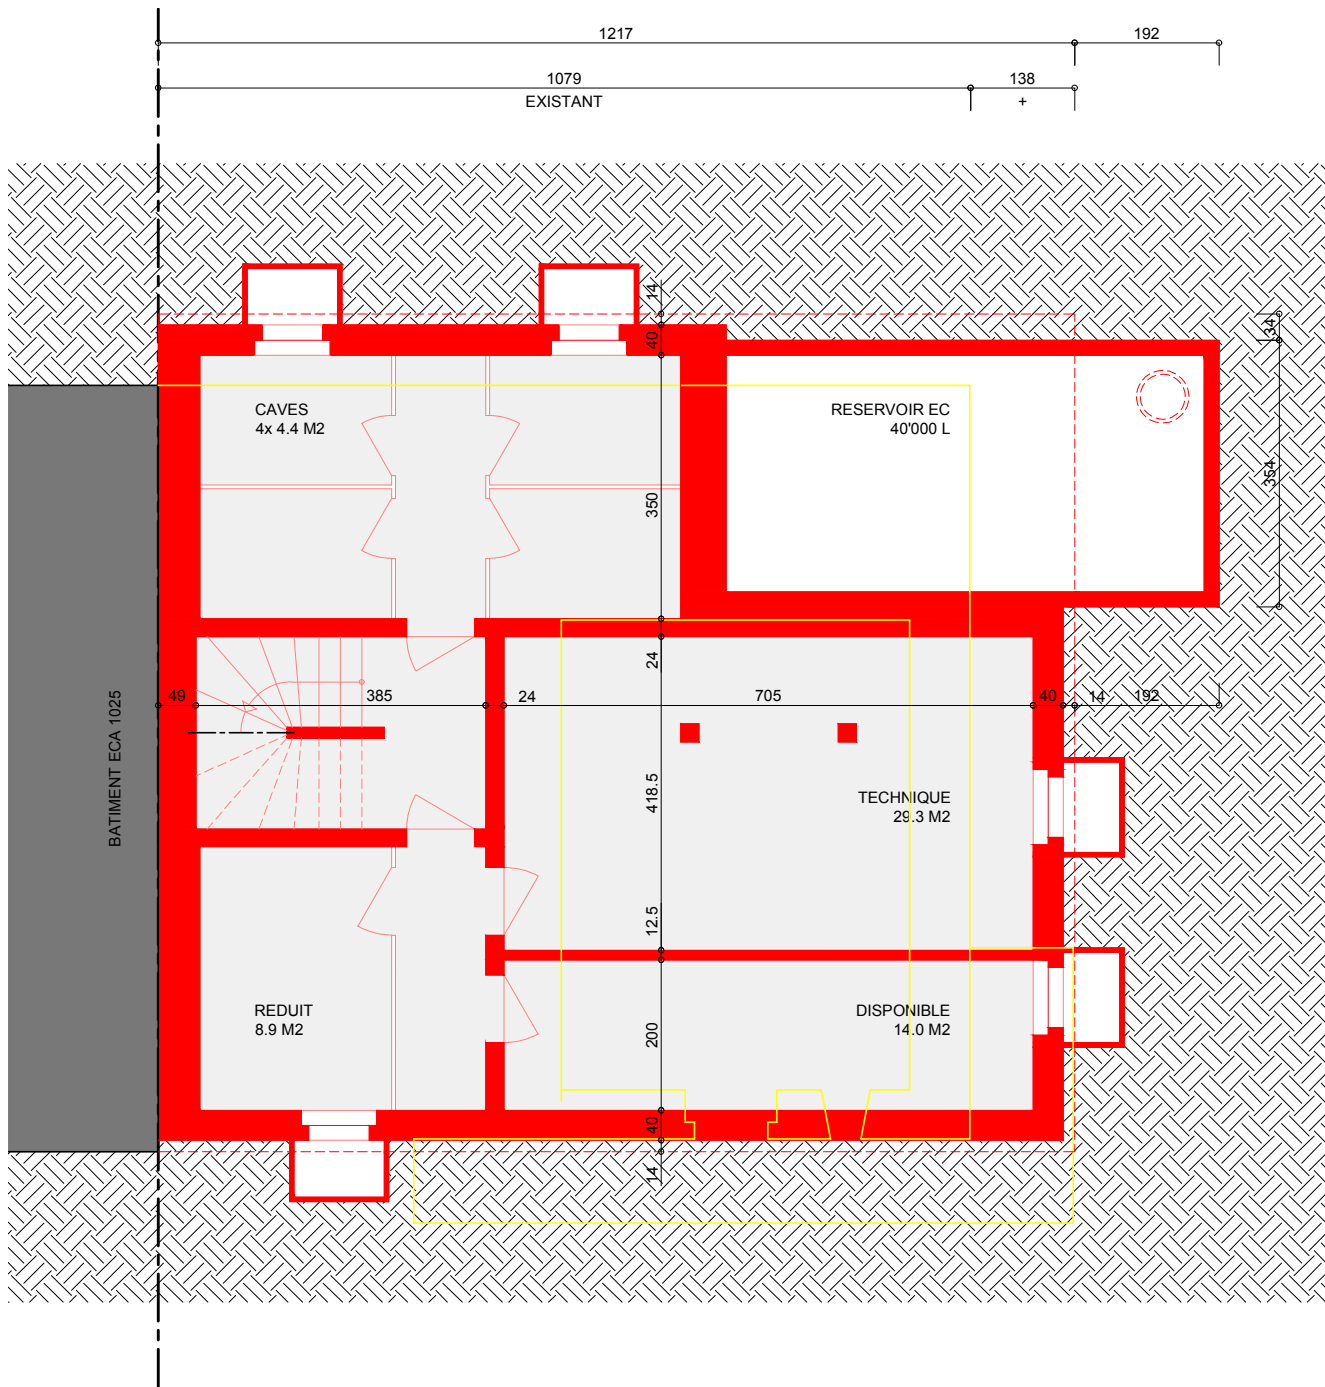 1217
192
1079
138
EXISTANT
+
14
34
40
CAVES
4x 4.4 M2
RESERVOIR EC
40'000 L
354
350
24
49
385
24
705
40
14
192
BATIMENT ECA 1025
418.5
TECHNIQUE
29.3 M2
12.5
REDUIT
8.9 M2
DISPONIBLE
14.0 M2
200
40
14